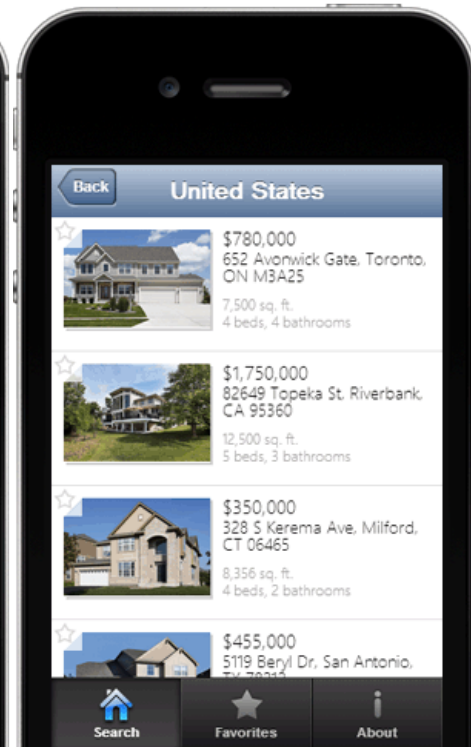 Back
United States
$780,000
652 Avonwick Gate, Toronto,
ON M3A25
7,500 sq. ft.
4 beds, 4 bathrooms
$1,750,000
82649 Topeka St, Riverbank,
CA 95360
12,500 sq. ft.
5 beds, 3 bathrooms
$350,000
328 S Kerema Ave, Milford,
CT 06465
8,356 sq. ft.
4 beds, 2 bathrooms
$455,000
5119 Beryl Dr, San Antonio,
Search
Favorites
About